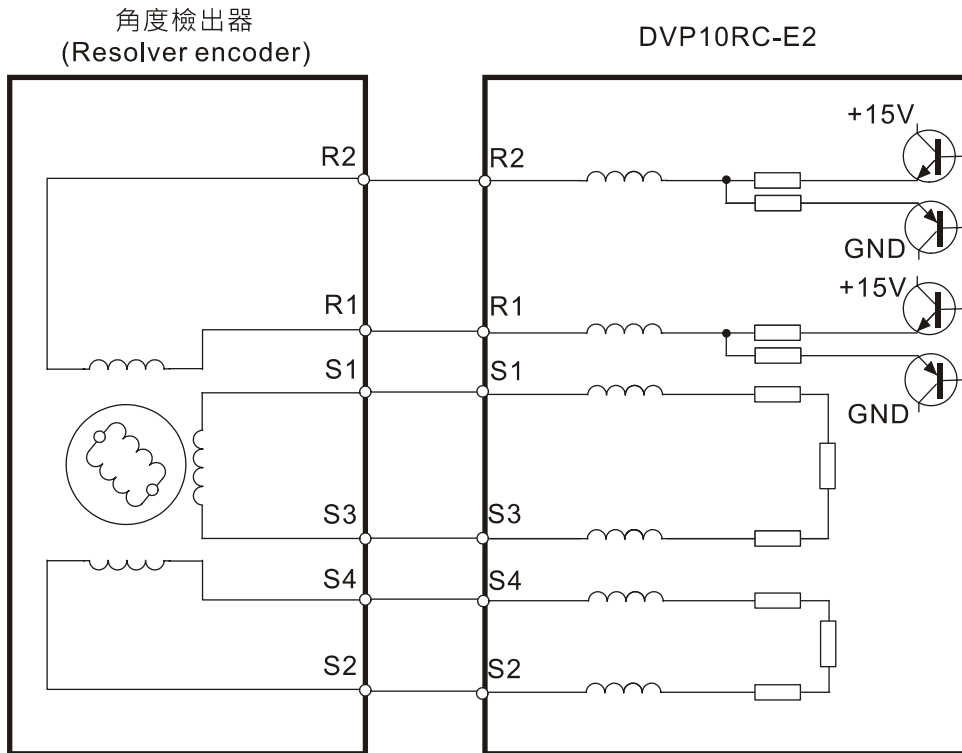 角度檢出器
(Resolver encoder)
DVP10RC-E2
R2
R2
+15V
GND
R1
R1
+15V
S1
S1
GND
S3
S3
S4
S4
S2
S2